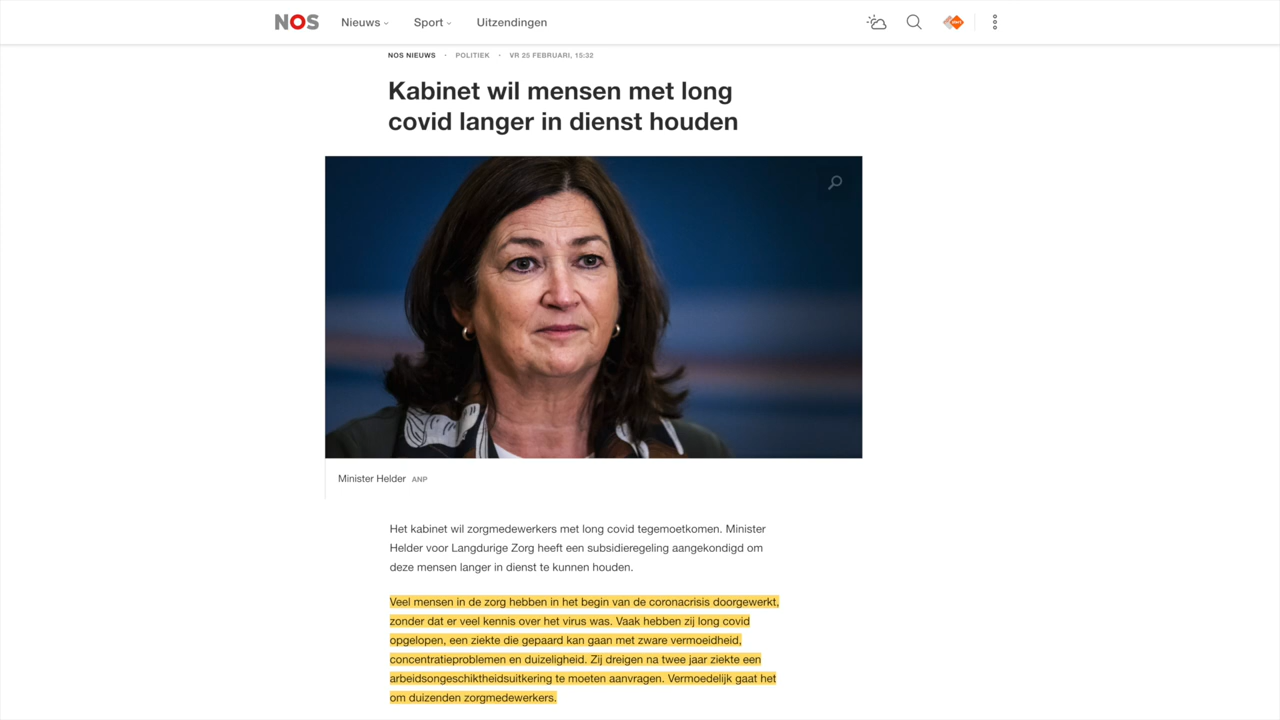 NOS Nieuws Sport Uitzendingen
NOS NIEUWS · POLITIEK · VR 25 FEBRUARI, 15:32
Kabinet wil mensen met long
covid langer in dienst houden
Minister Helder ANP
Het kabinet wil zorgmedewerkers met long covid tegemoetkomen. Minister
Helder voor Langdurige Zorg heeft een subsidieregeling aangekondigd om
deze mensen langer in dienst te kunnen houden.
Veel mensen in de zorg hebben in het begin van de coronacrisis doorgewerkt,
zonder dat er veel kennis over het virus was. Vaak hebben zij long covid
opgelopen, een ziekte die gepaard kan gaan met zware vermoeidheid,
concentratieproblemen en duizeligheid. Zij dreigen na twee jaar ziekte een
arbeidsongeschiktheidsuitkering te moeten aanvragen. Vermoedelijk gaat het
om duizenden zorgmedewerkers.